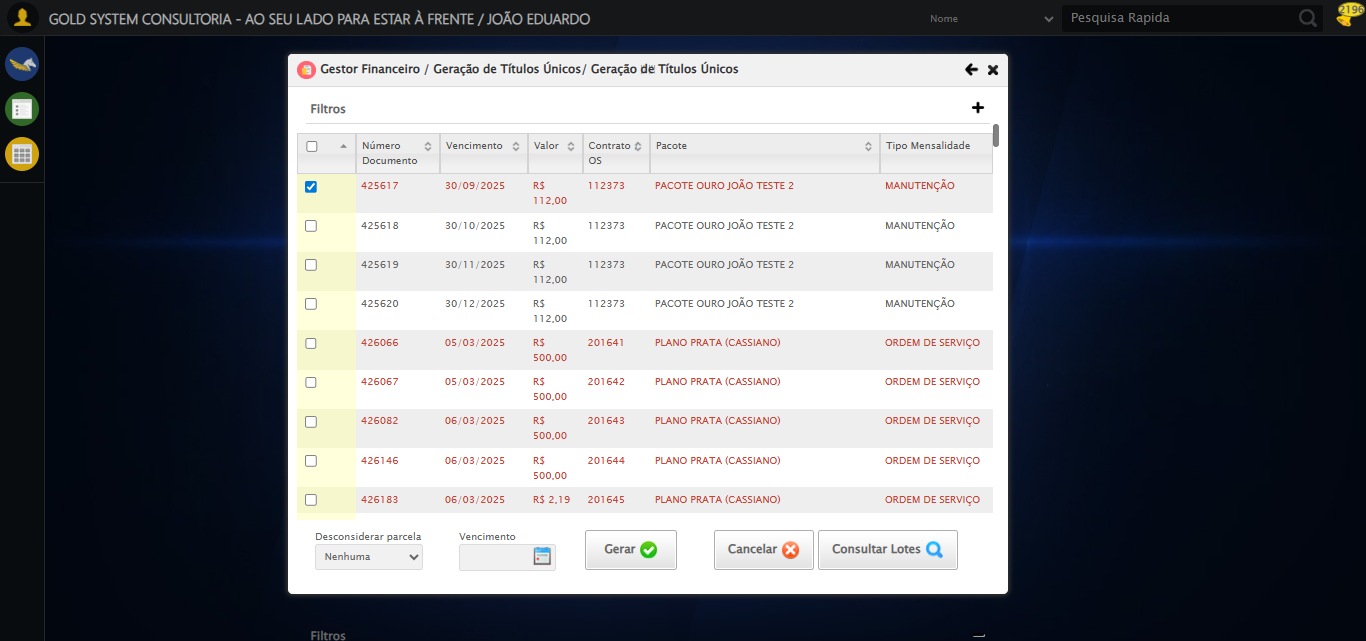 GOLD SYSTEM CONSULTORIA - AO SEU LADO PARA ESTAR À FRENTE / JOÃO EDUARDO
Nome
Pesquisa Rapida
2196
Gestor Financeiro / Geração de Títulos Únicos/ Geração de Títulos Únicos
Filtros
Número Documento Vencimento Valor Contrato OS Pacote Tipo Mensalidade
425617 30/09/2025 R$ 112,00 112373 PACOTE OURO JOÃO TESTE 2 MANUTENÇÃO
425618 30/10/2025 R$ 112,00 112373 PACOTE OURO JOÃO TESTE 2 MANUTENÇÃO
425619 30/11/2025 R$ 112,00 112373 PACOTE OURO JOÃO TESTE 2 MANUTENÇÃO
425620 30/12/2025 R$ 112,00 112373 PACOTE OURO JOÃO TESTE 2 MANUTENÇÃO
426066 05/03/2025 R$ 500,00 201641 PLANO PRATA (CASSIANO) ORDEM DE SERVIÇO
426067 05/03/2025 R$ 500,00 201642 PLANO PRATA (CASSIANO) ORDEM DE SERVIÇO
426082 06/03/2025 R$ 500,00 201643 PLANO PRATA (CASSIANO) ORDEM DE SERVIÇO
426146 06/03/2025 R$ 500,00 201644 PLANO PRATA (CASSIANO) ORDEM DE SERVIÇO
426183 06/03/2025 R$ 2,19 201645 PLANO PRATA (CASSIANO) ORDEM DE SERVIÇO
Desconsiderar parcela
Nenhuma
Vencimento
Gerar
Cancelar
Consultar Lotes
Filtros